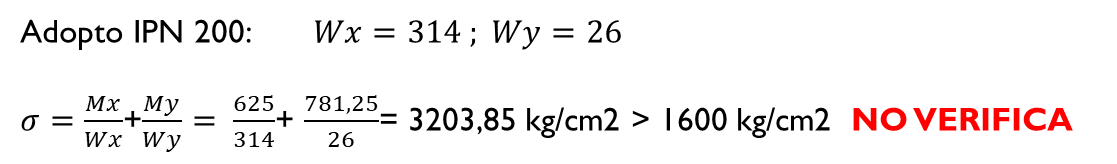 Adopto IPN 200: Wx = 314 ; Wy = 26
σ = Mx/Wx + My/Wy = 625/314 + 781,25/26 = 3203,85 kg/cm2 > 1600 kg/cm2 NO VERIFICA